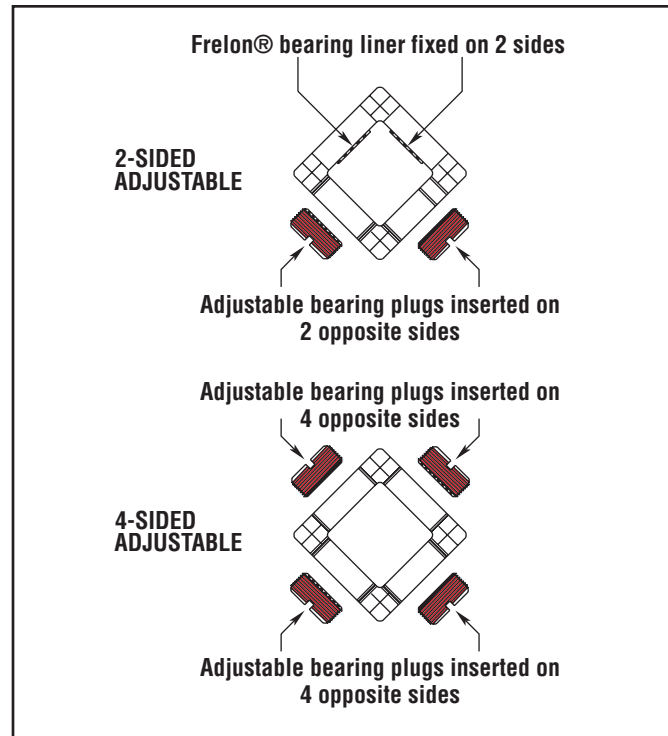 Frelon® bearing liner fixed on 2 sides
2-SIDED
ADJUSTABLE
Adjustable bearing plugs inserted on
2 opposite sides
Adjustable bearing plugs inserted on
4 opposite sides
4-SIDED
ADJUSTABLE
Adjustable bearing plugs inserted on
4 opposite sides